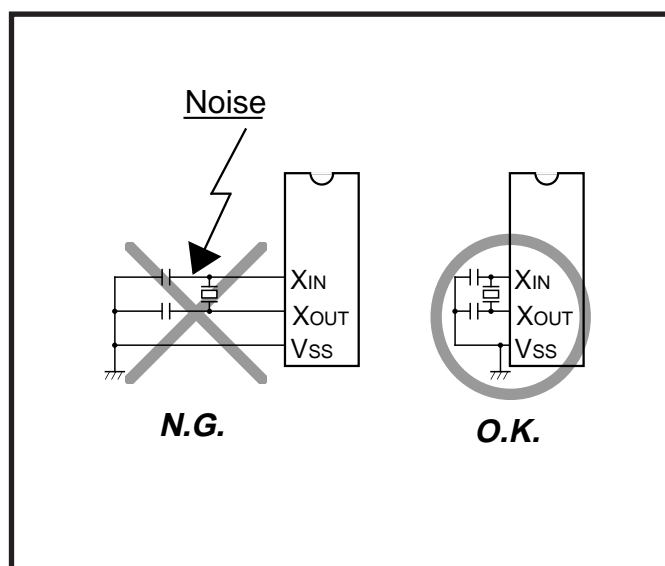 Noise
XIN
XOUT
VSS
N.G.
XIN
XOUT
VSS
O.K.